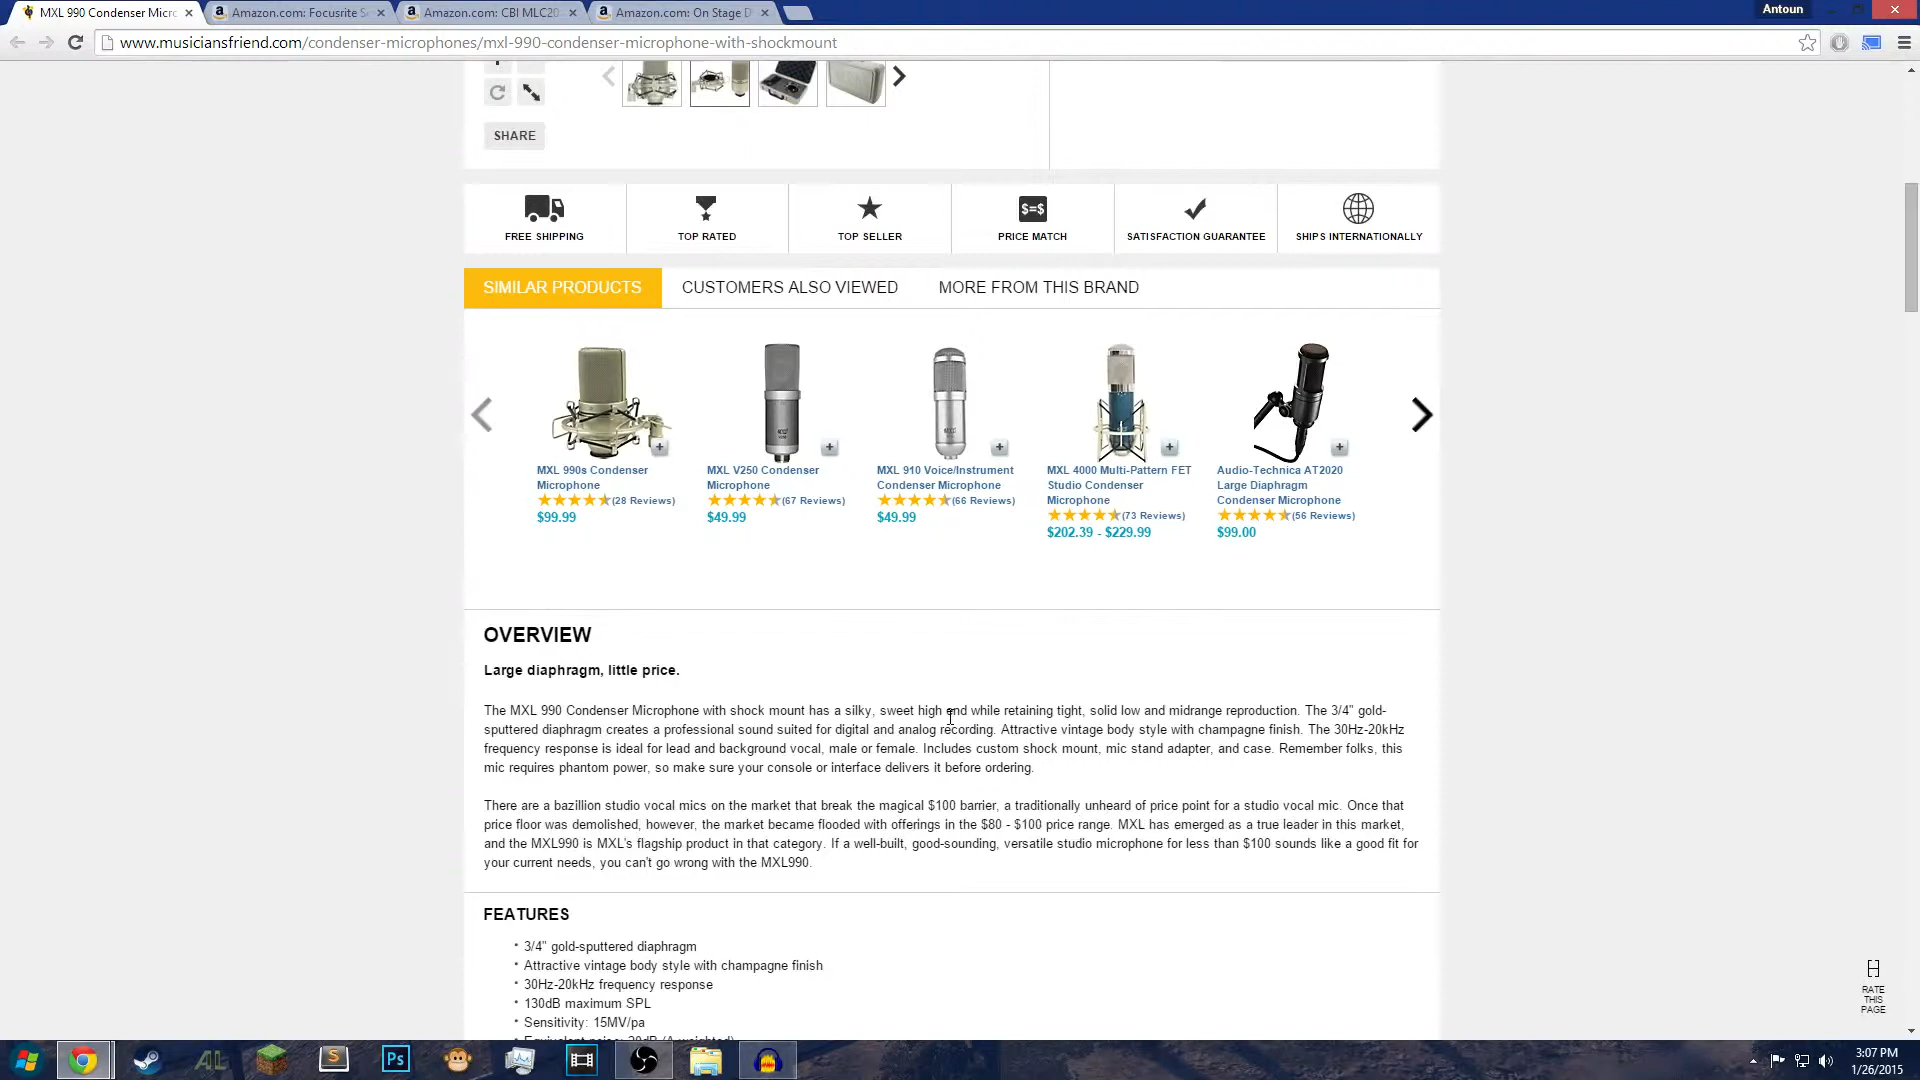 MXL 990 Condenser Micro
Amazon.com: Focusrite S
Amazon.com: CBI MLC20
Amazon.com: On Stage D
Antoun
www.musiciansfriend.com/condenser-microphones/mxl-990-condenser-microphone-with-shockmount
SHARE
FREE SHIPPING
TOP RATED
TOP SELLER
$=$
PRICE MATCH
SATISFACTION GUARANTEE
SHIPS INTERNATIONALLY
SIMILAR PRODUCTS
CUSTOMERS ALSO VIEWED
MORE FROM THIS BRAND
MXL 990s Condenser
Microphone
(28 Reviews)
$99.99
MXL V250 Condenser
Microphone
(67 Reviews)
$49.99
MXL 910 Voice/Instrument
Condenser Microphone
(66 Reviews)
$49.99
MXL 4000 Multi-Pattern FET
Studio Condenser
Microphone
(73 Reviews)
$202.39 - $229.99
Audio-Technica AT2020
Large Diaphragm
Condenser Microphone
(56 Reviews)
$99.00
OVERVIEW
Large diaphragm, little price.
The MXL 990 Condenser Microphone with shock mount has a silky, sweet high end while retaining tight, solid low and midrange reproduction. The 3/4" gold-
sputtered diaphragm creates a professional sound suited for digital and analog recording. Attractive vintage body style with champagne finish. The 30Hz-20kHz
frequency response is ideal for lead and background vocal, male or female. Includes custom shock mount, mic stand adapter, and case. Remember folks, this
mic requires phantom power, so make sure your console or interface delivers it before ordering.
There are a bazillion studio vocal mics on the market that break the magical $100 barrier, a traditionally unheard of price point for a studio vocal mic. Once that
price floor was demolished, however, the market became flooded with offerings in the $80 - $100 price range. MXL has emerged as a true leader in this market,
and the MXL990 is MXL's flagship product in that category. If a well-built, good-sounding, versatile studio microphone for less than $100 sounds like a good fit for
your current needs, you can't go wrong with the MXL990.
FEATURES
• 3/4" gold-sputtered diaphragm
• Attractive vintage body style with champagne finish
• 30Hz-20kHz frequency response
• 130dB maximum SPL
• Sensitivity: 15MV/pa
[+]
RATE
THIS
PAGE
AL
S
Ps
3:07 PM
1/26/2015